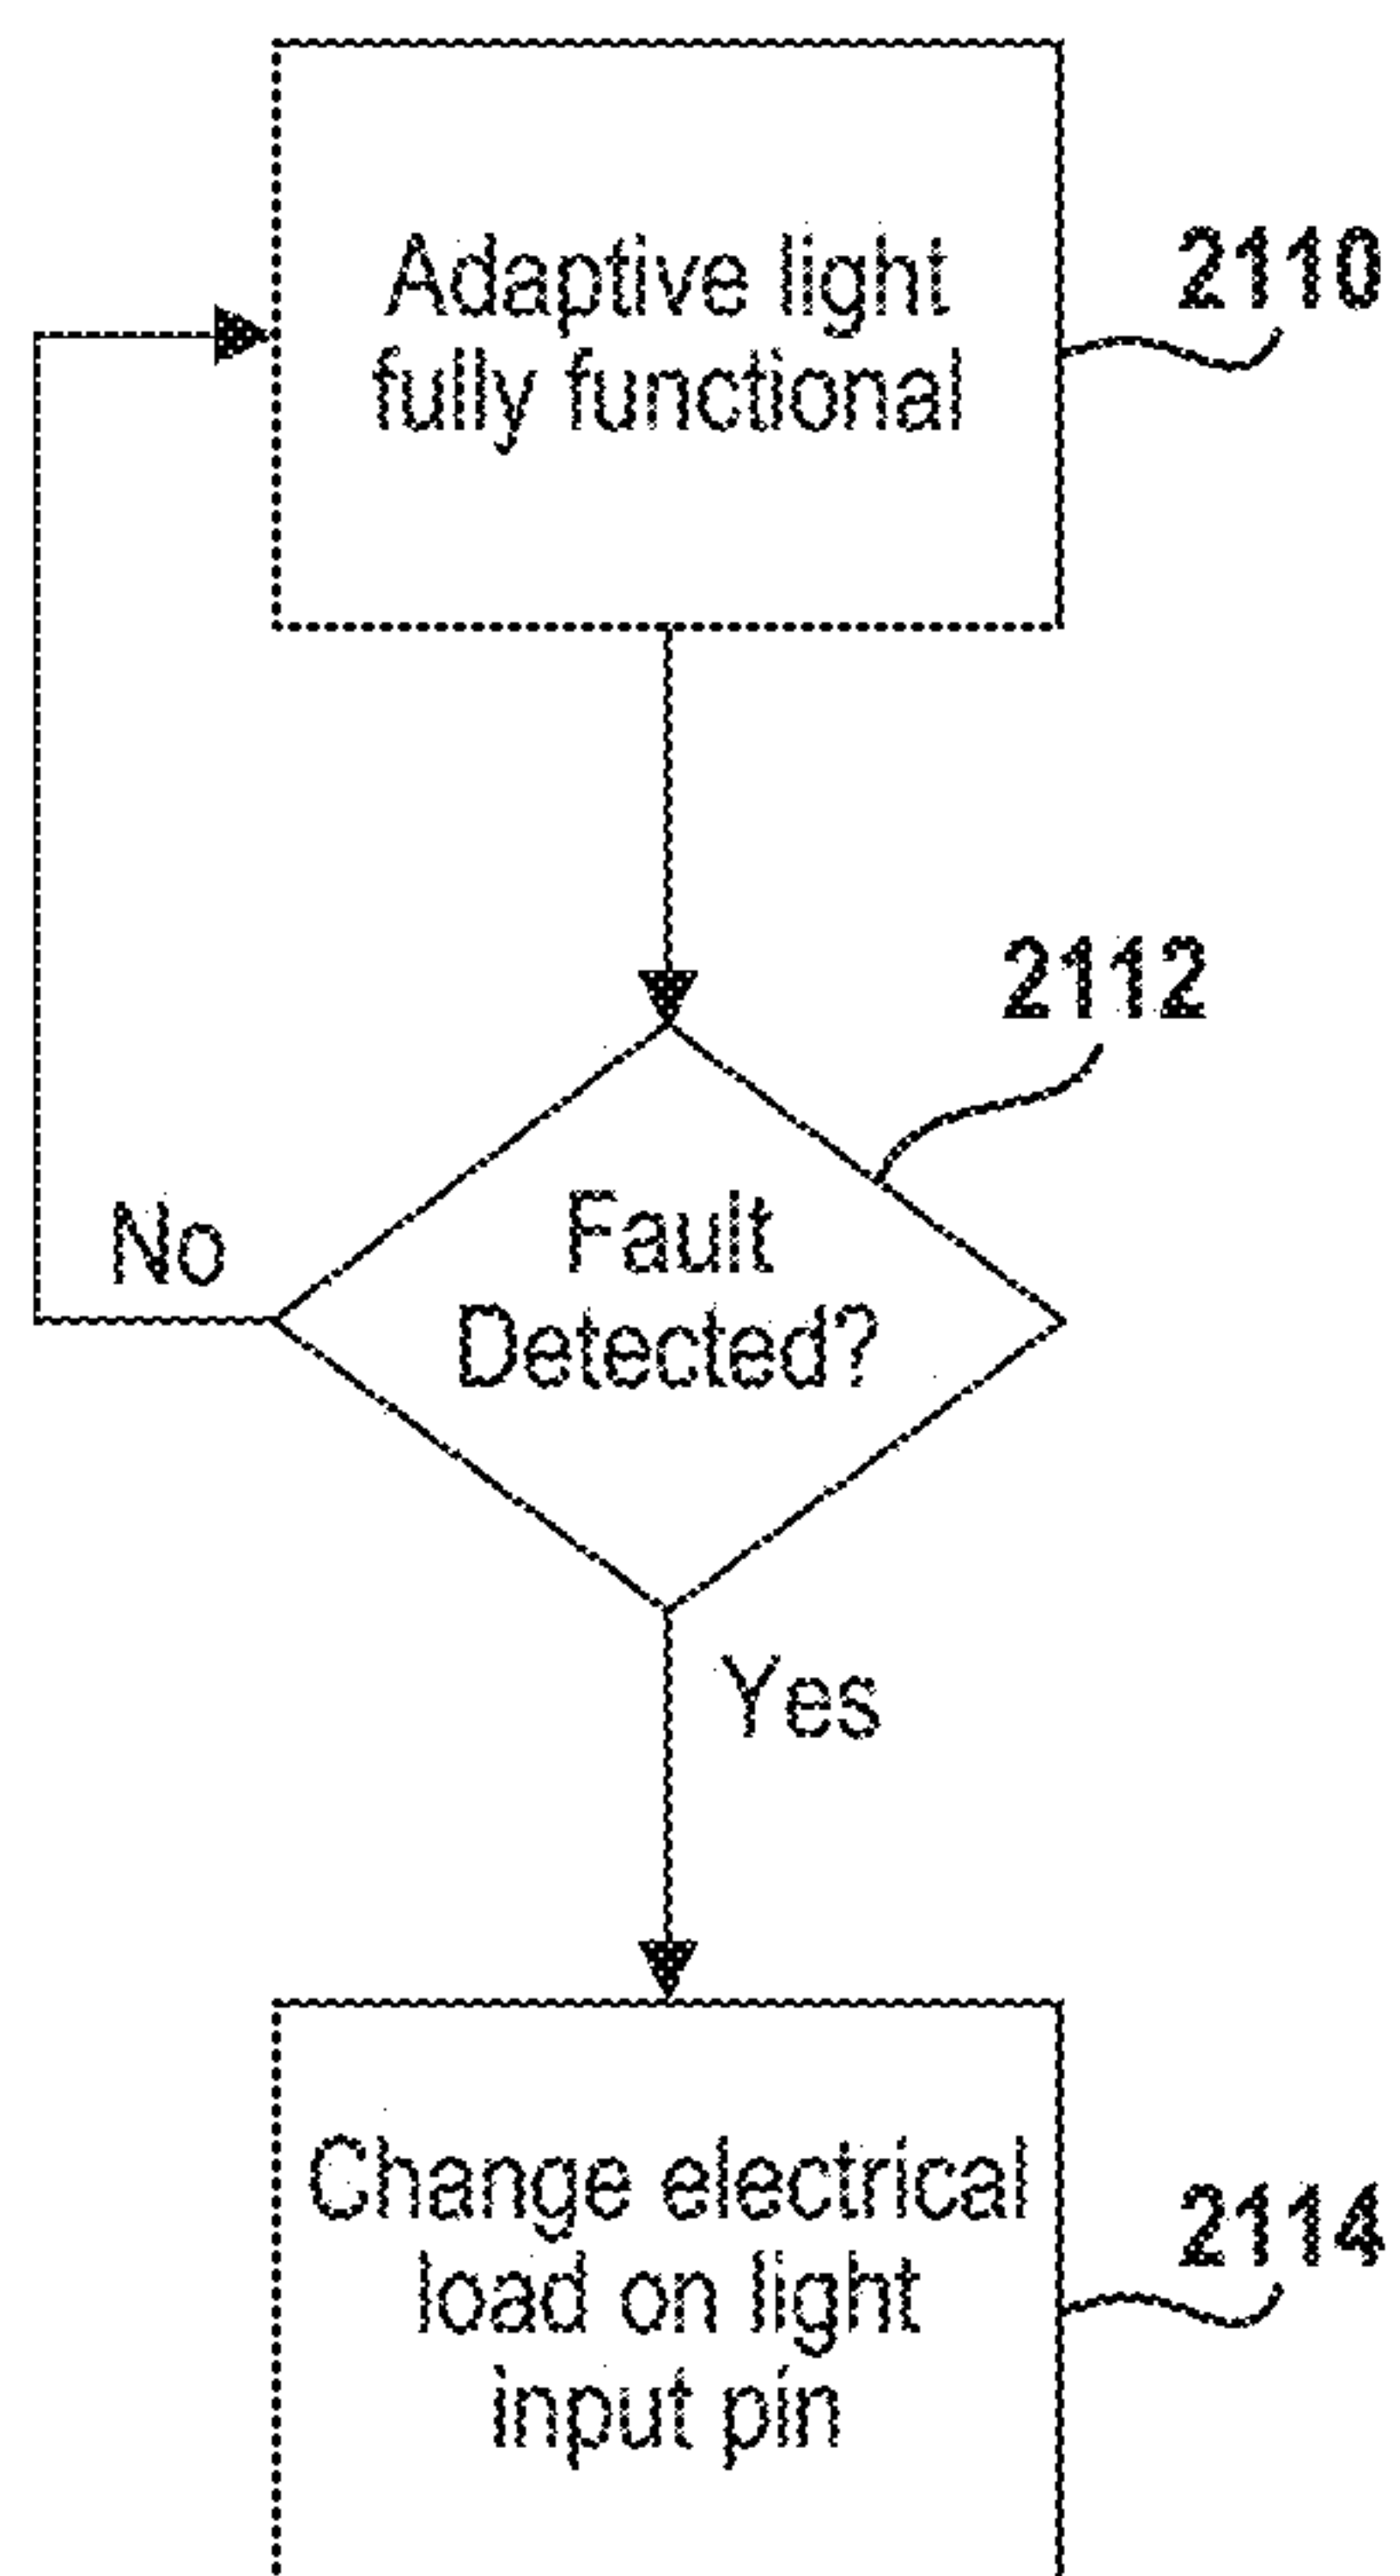 Adaptive light
fully functional
2110
2112
Fault
Detected?
No
Yes
Change electrical
load on light
input pin
2114